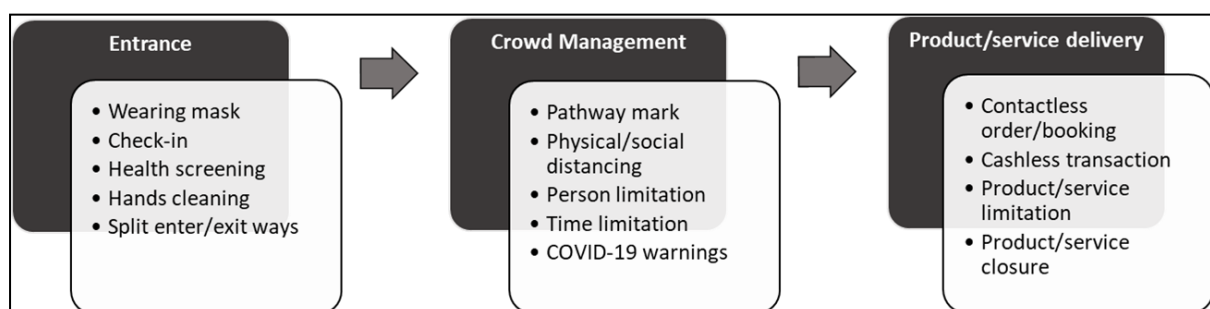 Entrance
• Wearing mask
• Check-in
• Health screening
• Hands cleaning
• Split enter/exit ways
Crowd Management
• Pathway mark
• Physical/social
distancing
• Person limitation
• Time limitation
• COVID-19 warnings
Product/service delivery
• Contactless
order/booking
• Cashless transaction
• Product/service
limitation
• Product/service
closure